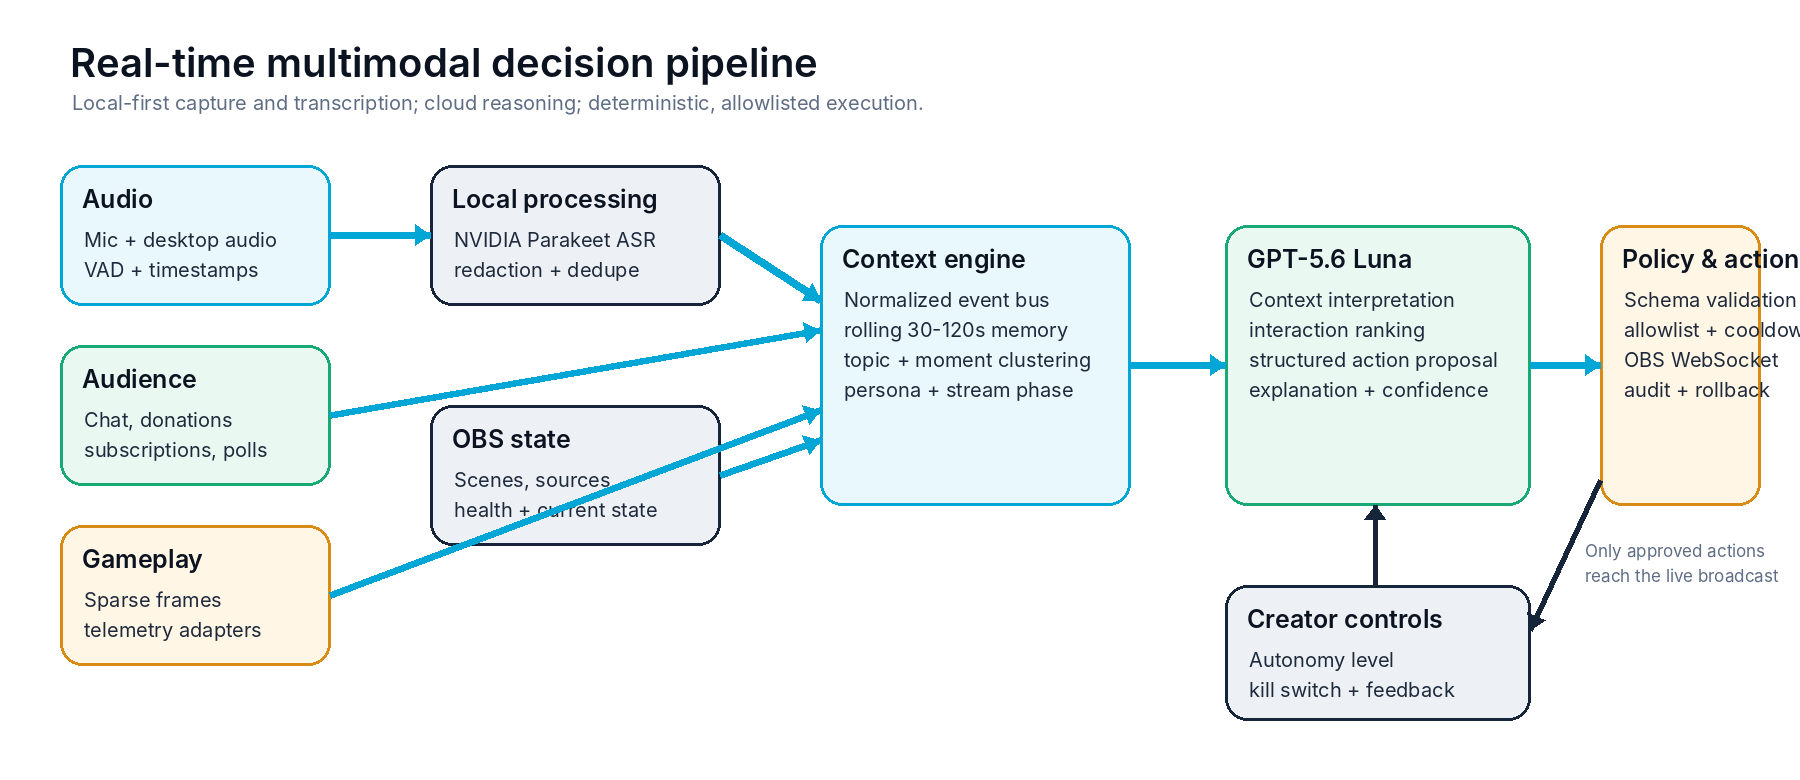 Real-time multimodal decision pipeline
Local-first capture and transcription; cloud reasoning; deterministic, allowlisted execution.
Audio
Mic + desktop audio
VAD + timestamps
Local processing
NVIDIA Parakeet ASR
redaction + dedupe
Audience
Chat, donations
subscriptions, polls
OBS state
Scenes, sources
health + current state
Gameplay
Sparse frames
telemetry adapters
Context engine
Normalized event bus
rolling 30-120s memory
topic + moment clustering
persona + stream phase
GPT-5.6 Luna
Context interpretation
interaction ranking
structured action proposal
explanation + confidence
Policy & action
Schema validation
allowlist + cooldow
OBS WebSocket
audit + rollback
Only approved actions
reach the live broadcast
Creator controls
Autonomy level
kill switch + feedback